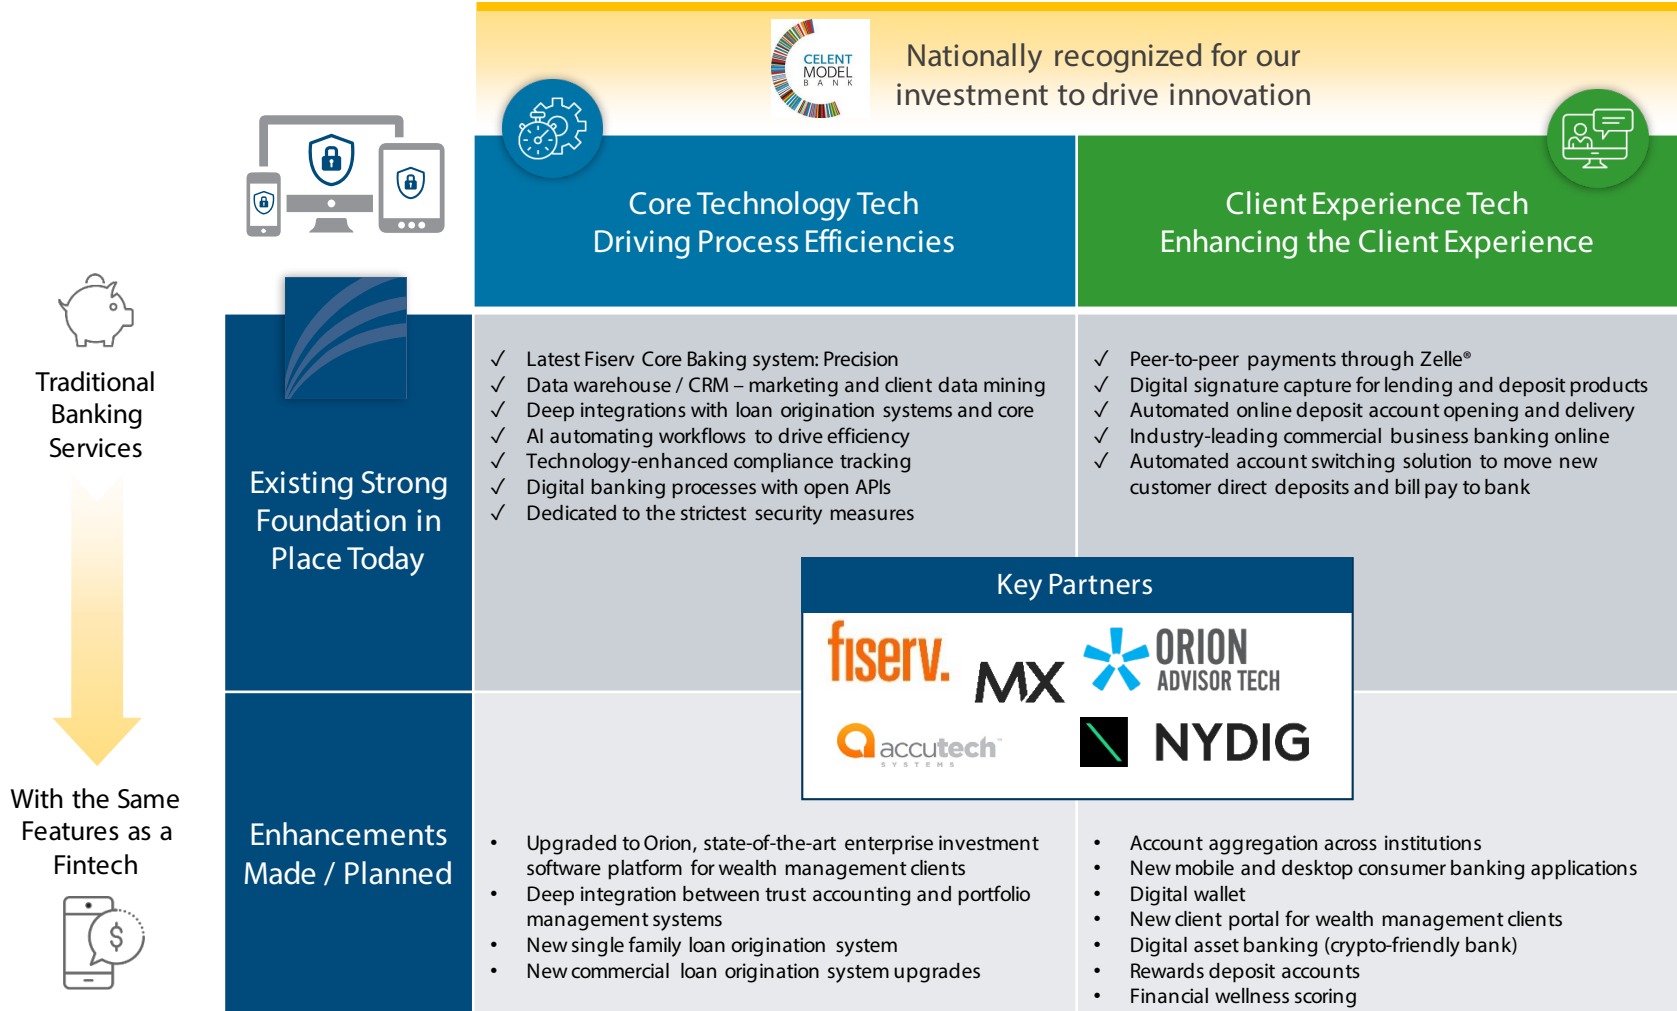 CELENT
MODEL
BANK
Nationally recognized for our
investment to drive innovation
Core Technology Tech
Driving Process Efficiencies
Client Experience Tech
Enhancing the Client Experience
Traditional
Banking
Services
With the Same
Features as a
Fintech
$
Existing Strong
Foundation in
Place Today
✓ Latest Fiserv Core Baking system: Precision
✓ Data warehouse / CRM – marketing and client data mining
✓ Deep integrations with loan origination systems and core
✓ AI automating workflows to drive efficiency
✓ Technology-enhanced compliance tracking
✓ Digital banking processes with open APIs
✓ Dedicated to the strictest security measures
✓ Peer-to-peer payments through Zelle®
✓ Digital signature capture for lending and deposit products
✓ Automated online deposit account opening and delivery
✓ Industry-leading commercial business banking online
✓ Automated account switching solution to move new
customer direct deposits and bill pay to bank
Key Partners
fiserv.
MX
ORION
ADVISOR TECH
accutech™
SYSTEMS
NYDIG
Enhancements
Made / Planned
• Upgraded to Orion, state-of-the-art enterprise investment
software platform for wealth management clients
• Deep integration between trust accounting and portfolio
management systems
• New single family loan origination system
• New commercial loan origination system upgrades
• Account aggregation across institutions
• New mobile and desktop consumer banking applications
• Digital wallet
• New client portal for wealth management clients
• Digital asset banking (crypto-friendly bank)
• Rewards deposit accounts
• Financial wellness scoring